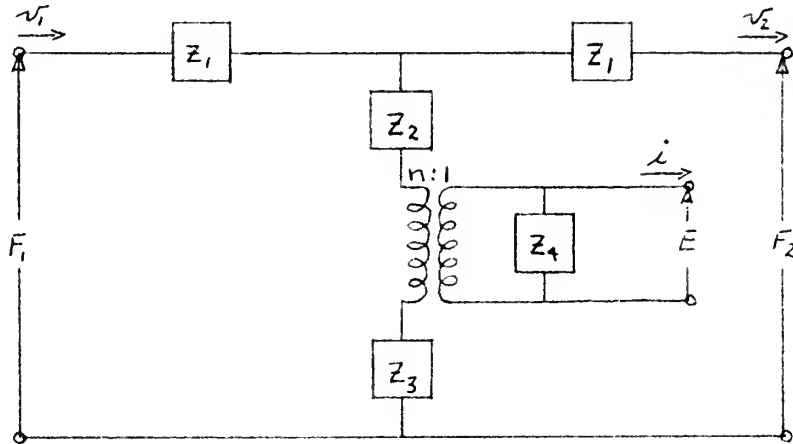 v₁ v₂
Z₁ Z₁
Z₂
n:1 i
F₁ Z₄ E F₂
Z₃